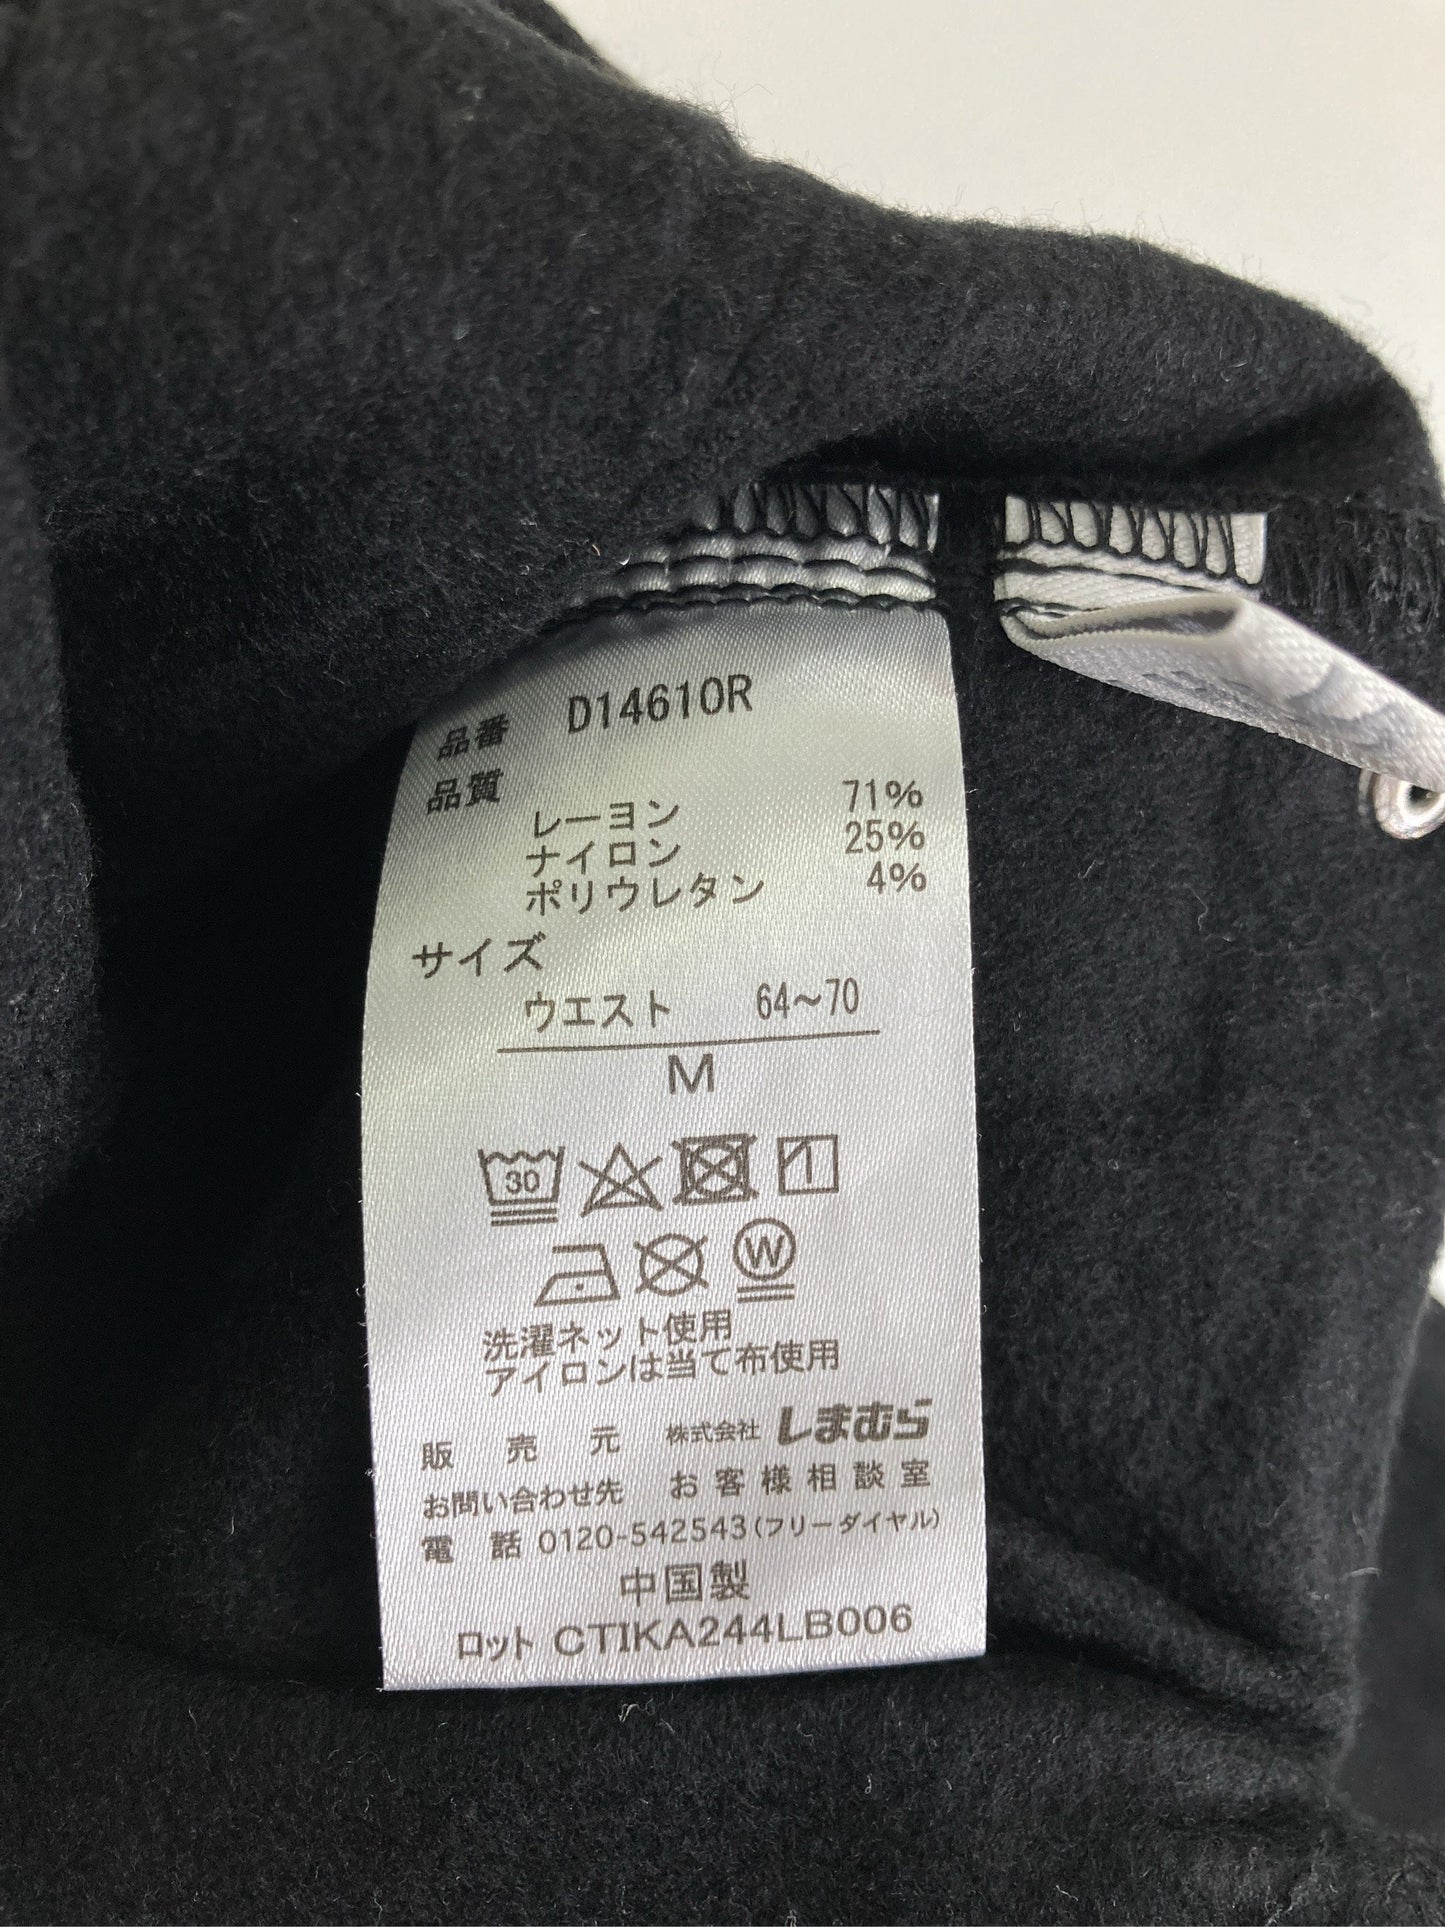 品番 D14610R
品質
レーヨン 71%
ナイロン 25%
ポリウレタン 4%
サイズ
ウエスト 64～70
M
30
1
W
洗濯ネット使用
アイロンは当て布使用
販売元 株式会社 しまむら
お問い合わせ先 お客様相談室
電話 0120-542543(フリーダイヤル)
中国製
ロット CTIKA244LB006